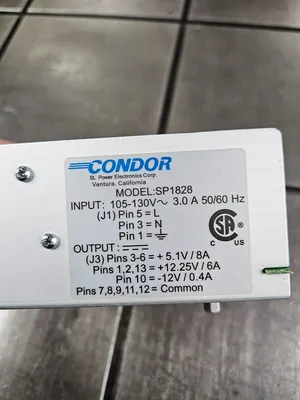 CONDOR
SL Power Electronics Corp.
Ventura, California
MODEL:SP1828
INPUT: 105-130V∿ 3.0 A 50/60 Hz
(J1) Pin 5 = L
Pin 3 = N
Pin 1 = ⏚
OUTPUT: ⎓
(J3) Pins 3-6 = + 5.1V / 8A
Pins 1,2,13 = +12.25V / 6A
Pin 10 = -12V / 0.4A
Pins 7,8,9,11,12 = Common
C US